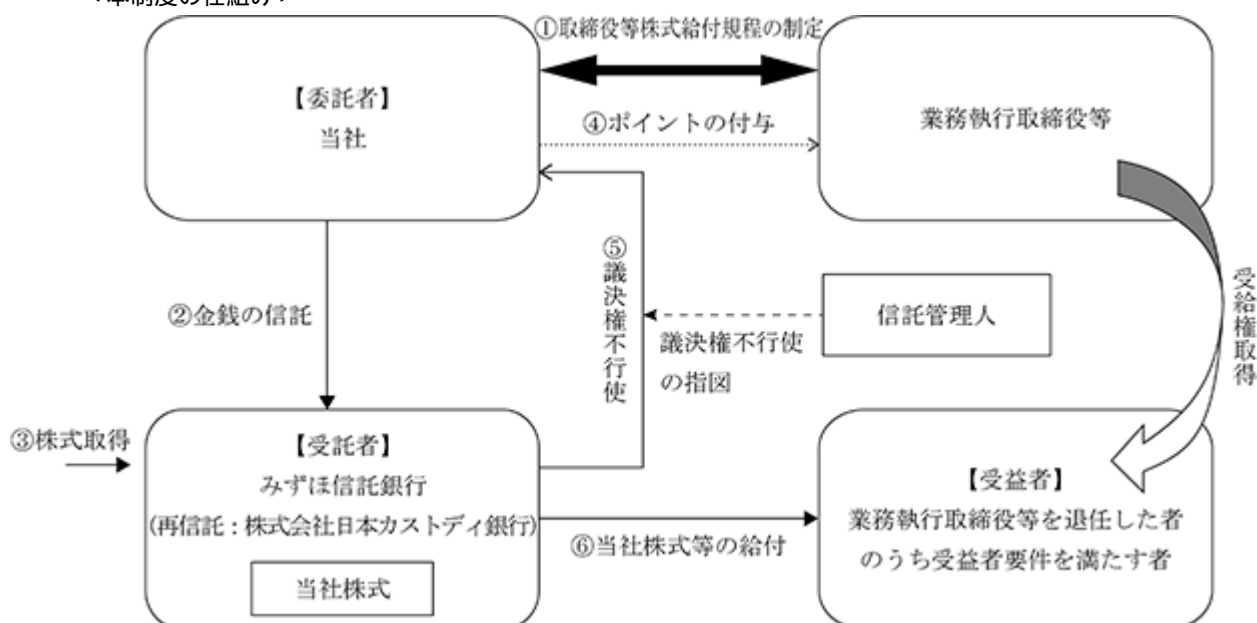 <本制度の仕組み>
①取締役等株式給付規程の制定
【委託者】
当社
④ポイントの付与
業務執行取締役等
②金銭の信託
⑤議決権不行使
議決権不行使
の指図
信託管理人
受給権取得
③株式取得
【受託者】
みずほ信託銀行
(再信託：株式会社日本カストディ銀行)
当社株式
⑥当社株式等の給付
【受益者】
業務執行取締役等を退任した者
のうち受益者要件を満たす者